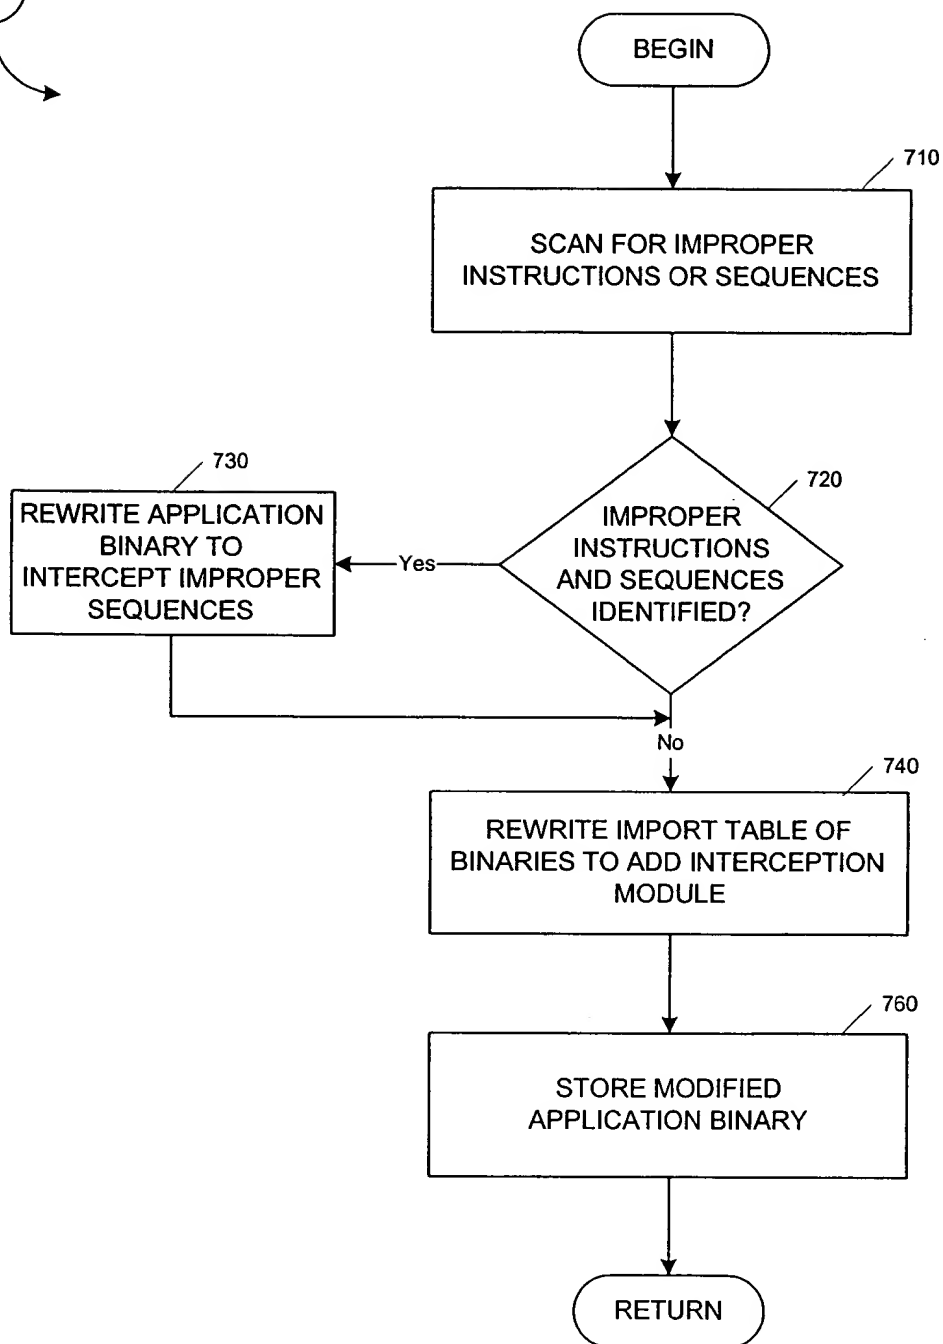 BEGIN
710
SCAN FOR IMPROPER
INSTRUCTIONS OR SEQUENCES
720
IMPROPER
INSTRUCTIONS
AND SEQUENCES
IDENTIFIED?
Yes
730
REWRITE APPLICATION
BINARY TO
INTERCEPT IMPROPER
SEQUENCES
No
740
REWRITE IMPORT TABLE OF
BINARIES TO ADD INTERCEPTION
MODULE
760
STORE MODIFIED
APPLICATION BINARY
RETURN